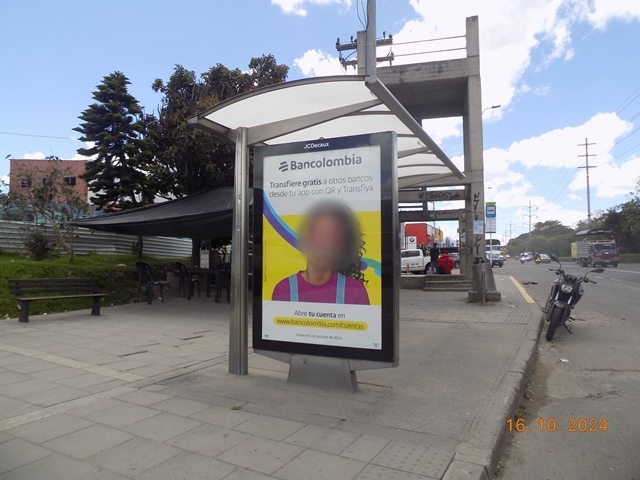 JCDecaux
Bancolombia
Transfiere gratis a otros bancos
desde tu app con QR y Transfiya
Abre tu cuenta en
www.bancolombia.com/cuentas
16.10.2024